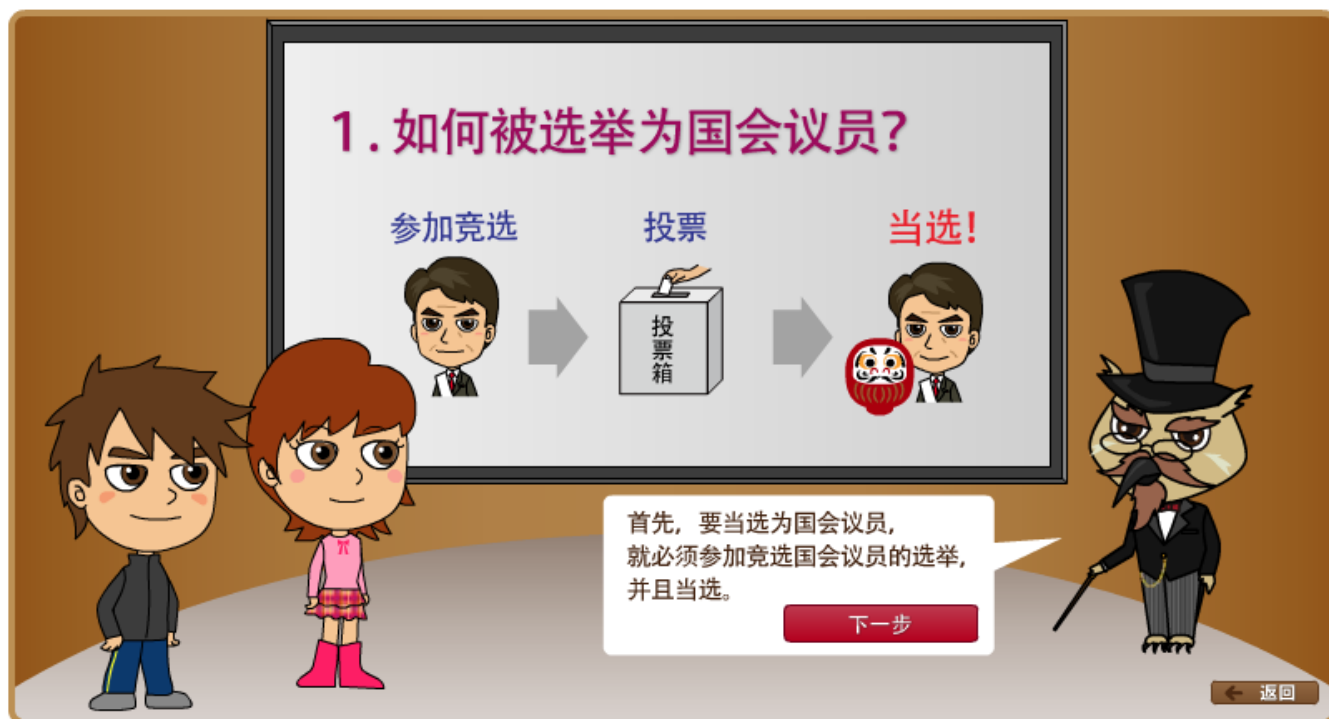 1.如何被选举为国会议员?
参加竞选
投票
当选!
投票箱
首先，要当选为国会议员，
就必须参加竞选国会议员的选举，
并且当选。
下一步
返回